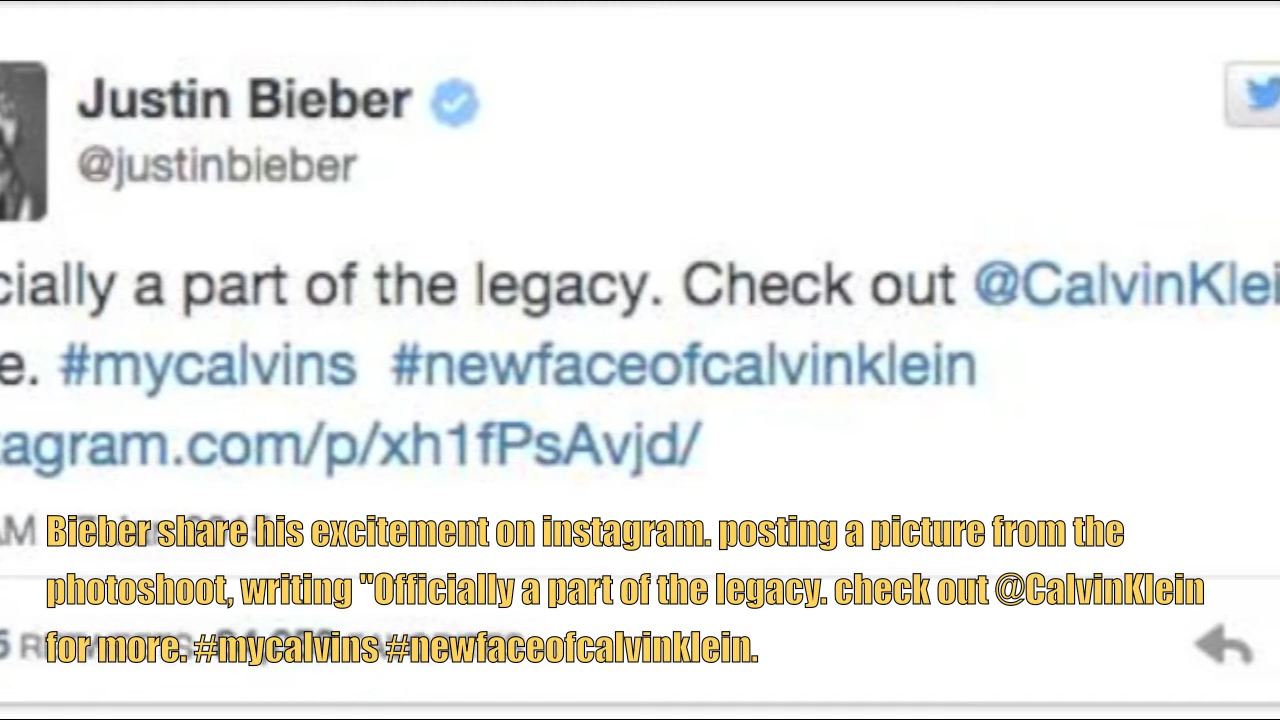 Justin Bieber
@justinbieber
cially a part of the legacy. Check out @CalvinKlei
e. #mycalvins #newfaceofcalvinklein
tagram.com/p/xh1fPsAvjd/
AM
Bieber share his excitement on instagram. posting a picture from the
photoshoot, writing "Officially a part of the legacy. check out @CalvinKlein
for more. #mycalvins #newfaceofcalvinklein.